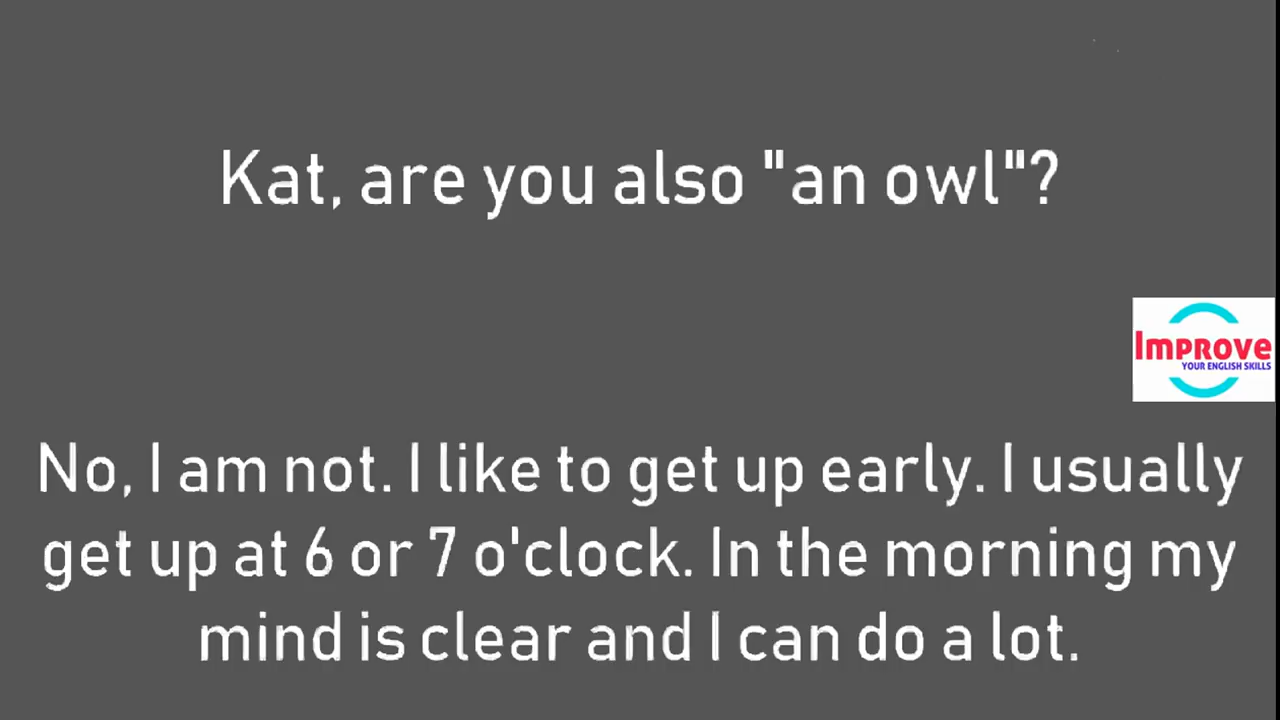 Kat, are you also "an owl"?
Improve
YOUR ENGLISH SKILLS
No, I am not. I like to get up early. I usually
get up at 6 or 7 o'clock. In the morning my
mind is clear and I can do a lot.